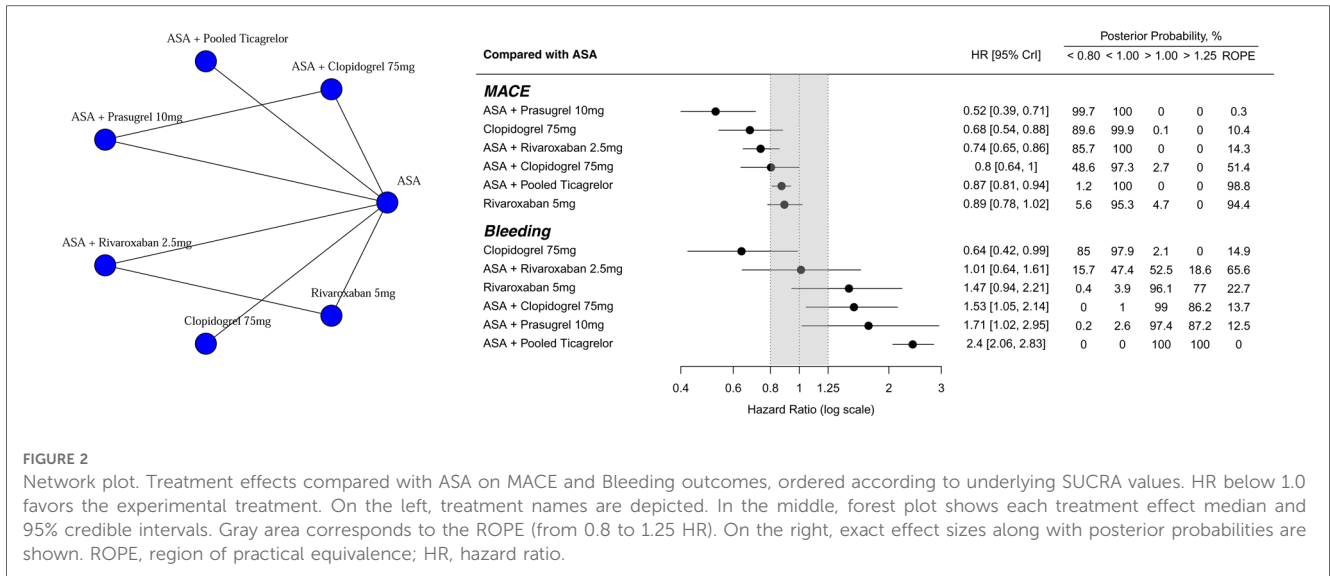 ASA + Pooled Ticagrelor
ASA + Clopidogrel 75mg
ASA + Prasugrel 10mg
ASA
ASA + Rivaroxaban 2.5mg
Rivaroxaban 5mg
Clopidogrel 75mg
Posterior Probability, %
Compared with ASA HR [95% CrI] < 0.80 < 1.00 > 1.00 > 1.25 ROPE
MACE
ASA + Prasugrel 10mg 0.52 [0.39, 0.71] 99.7 100 0 0 0.3
Clopidogrel 75mg 0.68 [0.54, 0.88] 89.6 99.9 0.1 0 10.4
ASA + Rivaroxaban 2.5mg 0.74 [0.65, 0.86] 85.7 100 0 0 14.3
ASA + Clopidogrel 75mg 0.8 [0.64, 1] 48.6 97.3 2.7 0 51.4
ASA + Pooled Ticagrelor 0.87 [0.81, 0.94] 1.2 100 0 0 98.8
Rivaroxaban 5mg 0.89 [0.78, 1.02] 5.6 95.3 4.7 0 94.4
Bleeding
Clopidogrel 75mg 0.64 [0.42, 0.99] 85 97.9 2.1 0 14.9
ASA + Rivaroxaban 2.5mg 1.01 [0.64, 1.61] 15.7 47.4 52.5 18.6 65.6
Rivaroxaban 5mg 1.47 [0.94, 2.21] 0.4 3.9 96.1 77 22.7
ASA + Clopidogrel 75mg 1.53 [1.05, 2.14] 0 1 99 86.2 13.7
ASA + Prasugrel 10mg 1.71 [1.02, 2.95] 0.2 2.6 97.4 87.2 12.5
ASA + Pooled Ticagrelor 2.4 [2.06, 2.83] 0 0 100 100 0
0.4 0.6 0.8 1 1.25 2 3
Hazard Ratio (log scale)
FIGURE 2
Network plot. Treatment effects compared with ASA on MACE and Bleeding outcomes, ordered according to underlying SUCRA values. HR below 1.0
favors the experimental treatment. On the left, treatment names are depicted. In the middle, forest plot shows each treatment effect median and
95% credible intervals. Gray area corresponds to the ROPE (from 0.8 to 1.25 HR). On the right, exact effect sizes along with posterior probabilities are
shown. ROPE, region of practical equivalence; HR, hazard ratio.